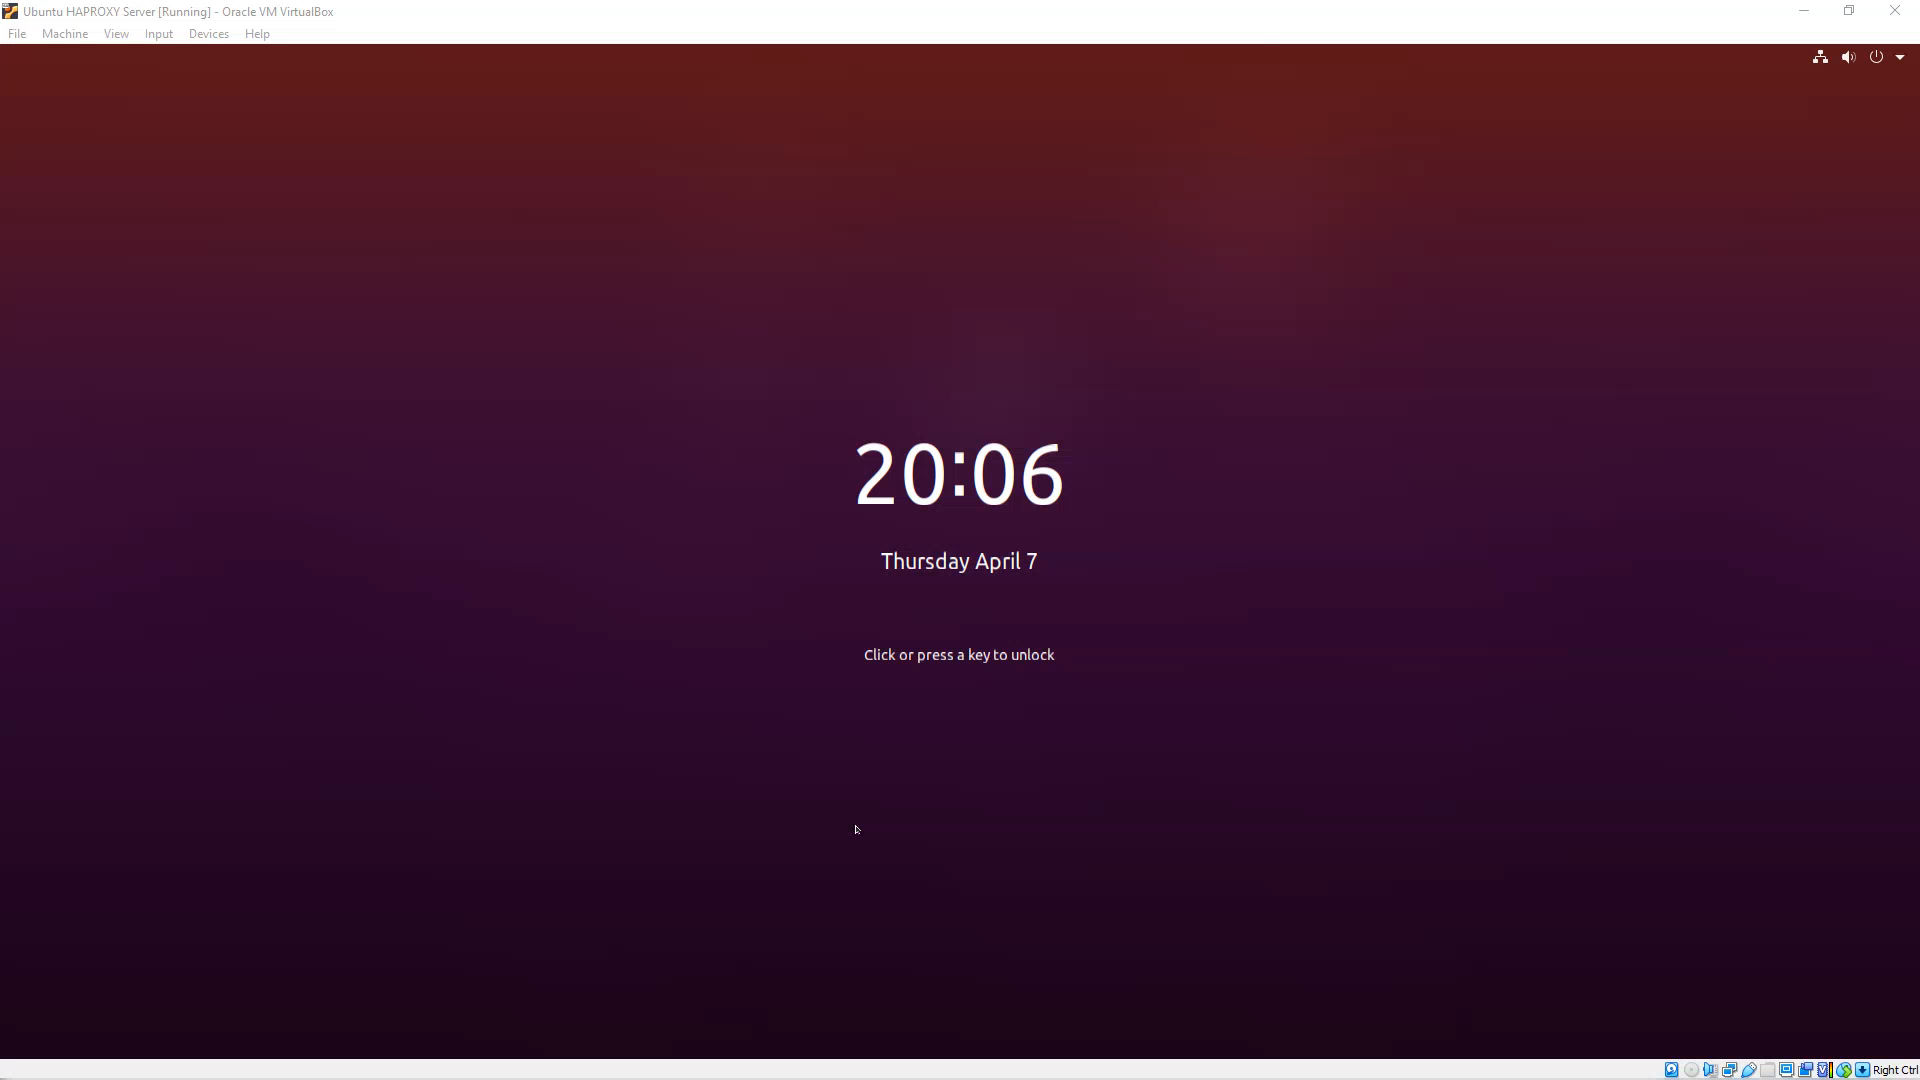 Ubuntu HAPROXY Server [Running] - Oracle VM VirtualBox
File Machine View Input Devices Help
20:06
Thursday April 7
Click or press a key to unlock
Right Ctrl